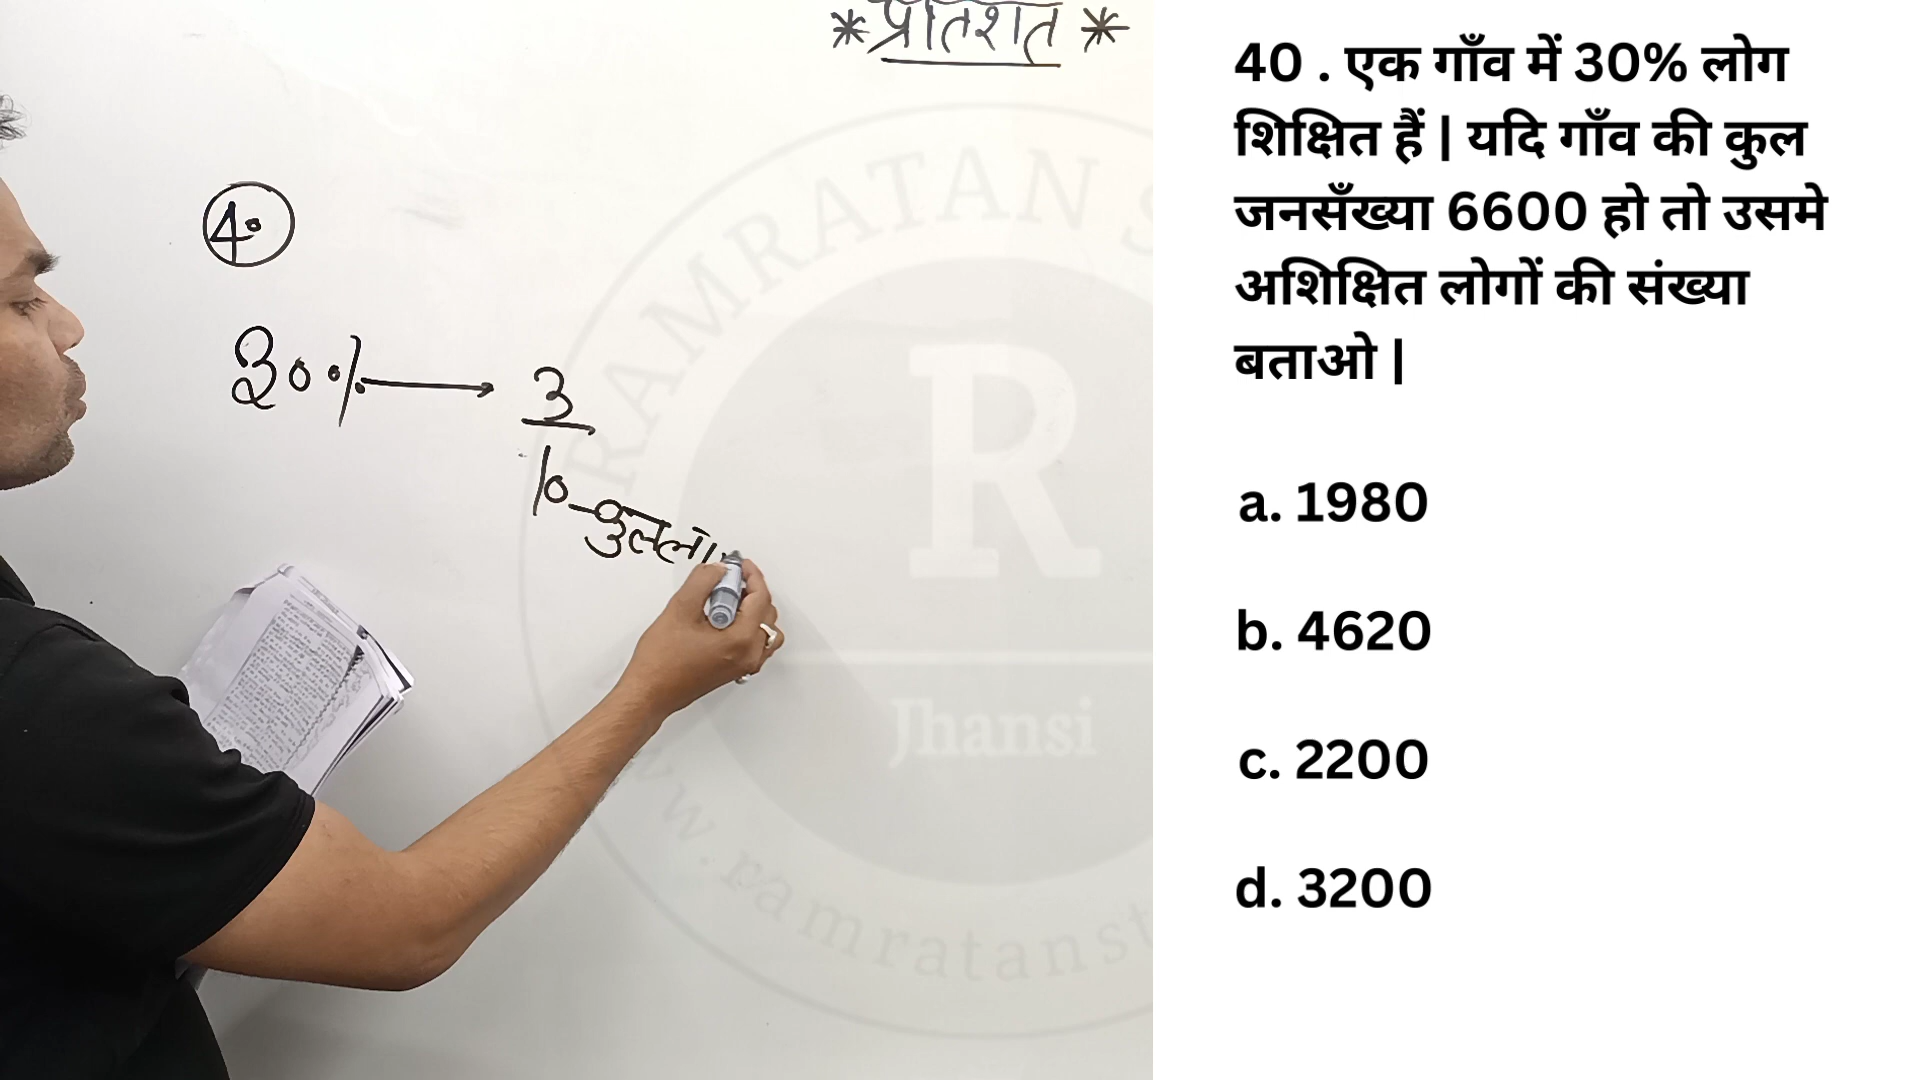 * प्रतिशत *
40
30% → 3
10 - कुल
RAMRATAN S
R
Jhansi
www.ramratanst
40 . एक गाँव में 30% लोग
शिक्षित हैं | यदि गाँव की कुल
जनसँख्या 6600 हो तो उसमे
अशिक्षित लोगों की संख्या
बताओ |
a. 1980
b. 4620
c. 2200
d. 3200